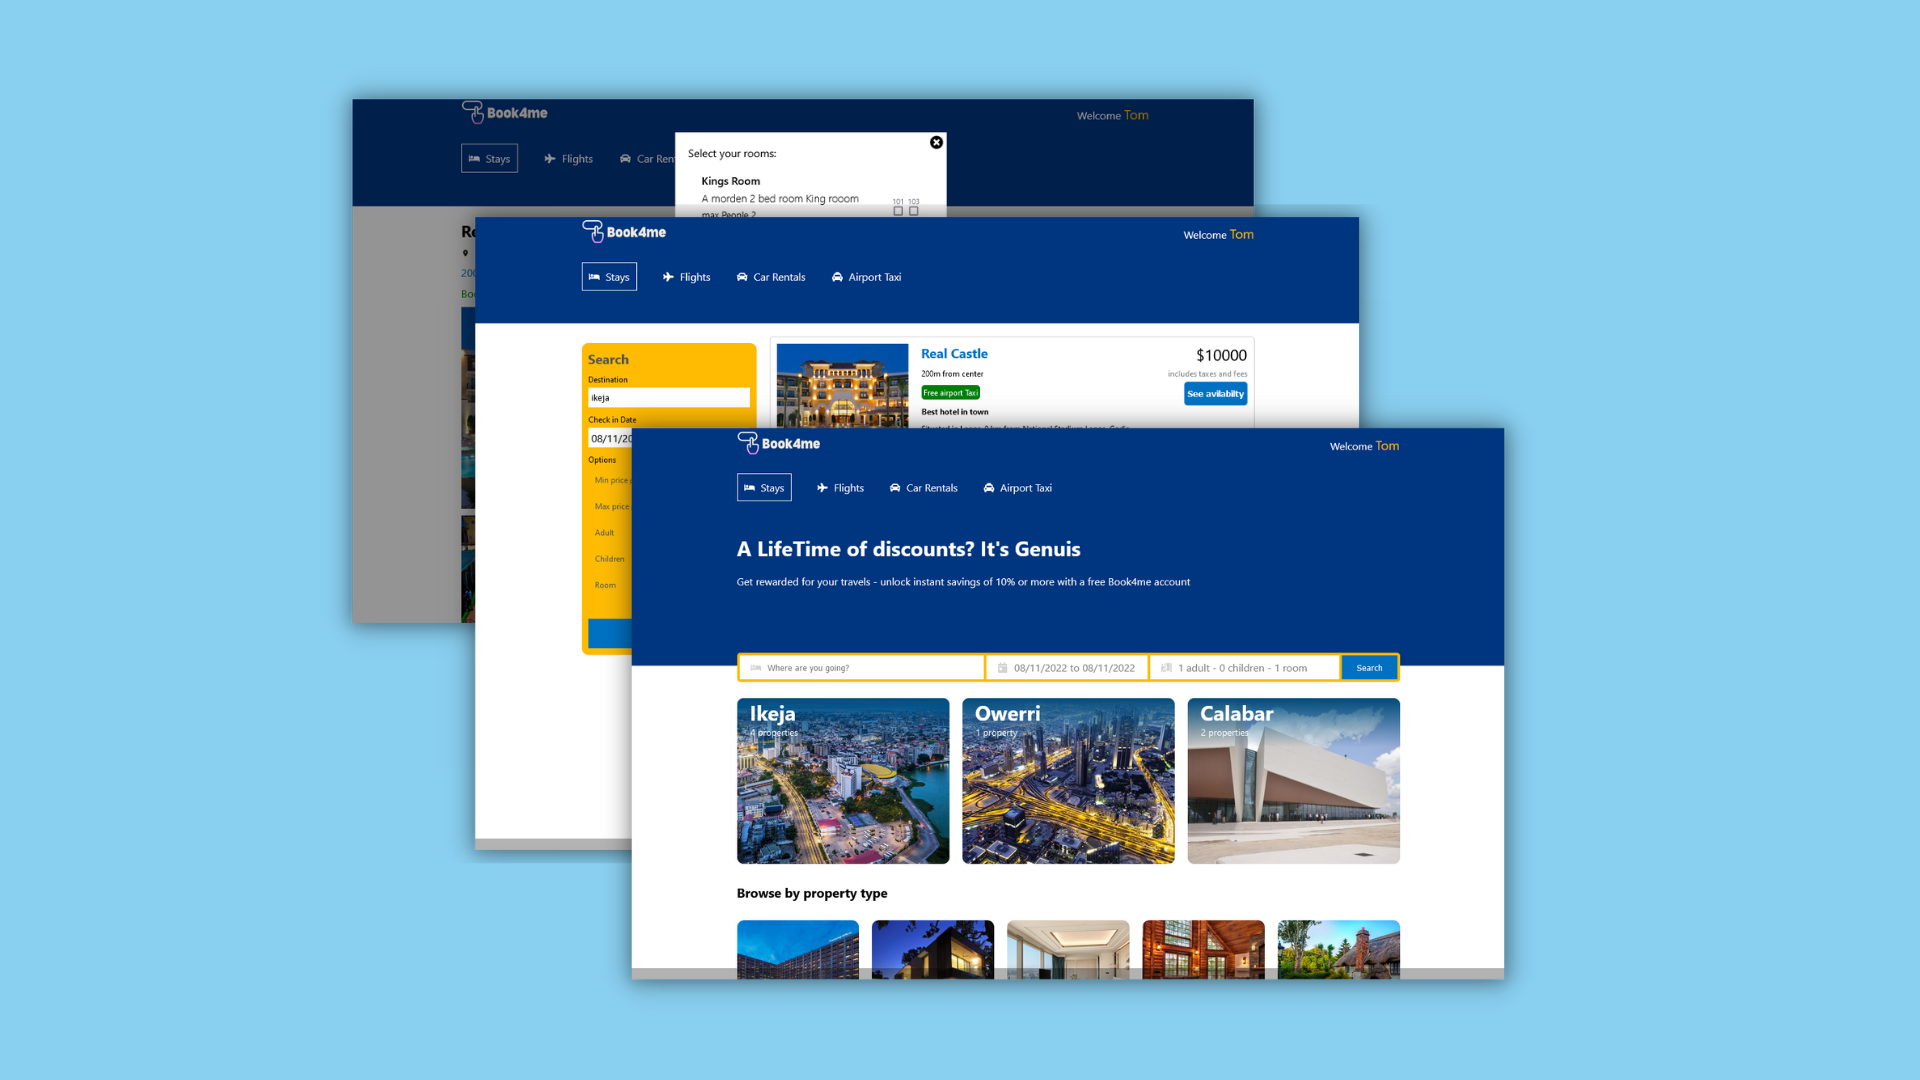 Book4me
Welcome Tom
Stays
Flights
Car Ren
Select your rooms:
Kings Room
A morden 2 bed room King rooom
max People 2
101 103
Re
200
Boo
Book4me
Welcome Tom
Stays
Flights
Car Rentals
Airport Taxi
Search
Destination
ikeja
Check in Date
08/11/20
Options
Min price
Max price
Adult
Children
Room
Real Castle
200m from center
Free airport Taxi
Best hotel in town
$10000
includes taxes and fees
See avilabilty
Book4me
Welcome Tom
Stays
Flights
Car Rentals
Airport Taxi
A LifeTime of discounts? It's Genuis
Get rewarded for your travels - unlock instant savings of 10% or more with a free Book4me account
Where are you going?
08/11/2022 to 08/11/2022
1 adult - 0 children - 1 room
Search
Ikeja
4 properties
Owerri
1 property
Calabar
2 properties
Browse by property type